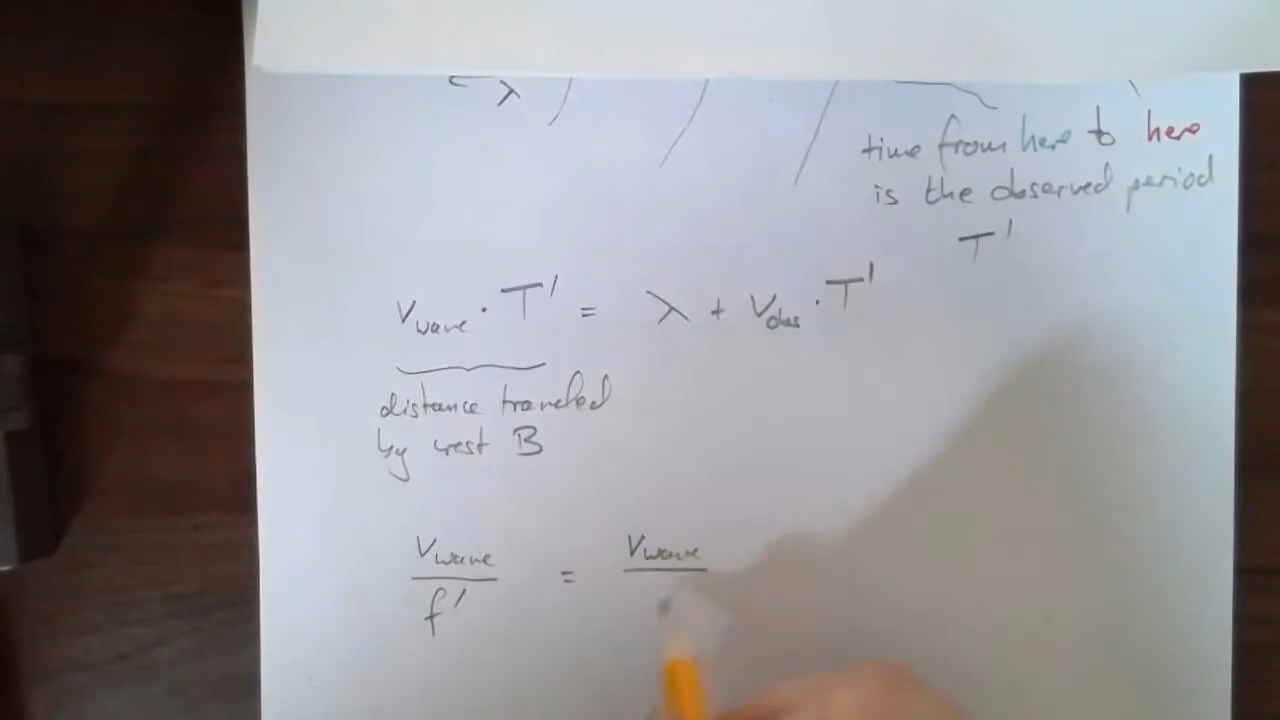 λ
time from here to here
is the observed period
T'
v_wave · T' = λ + v_obs · T'
distance traveled
by crest B
v_wave / f' = v_wave /